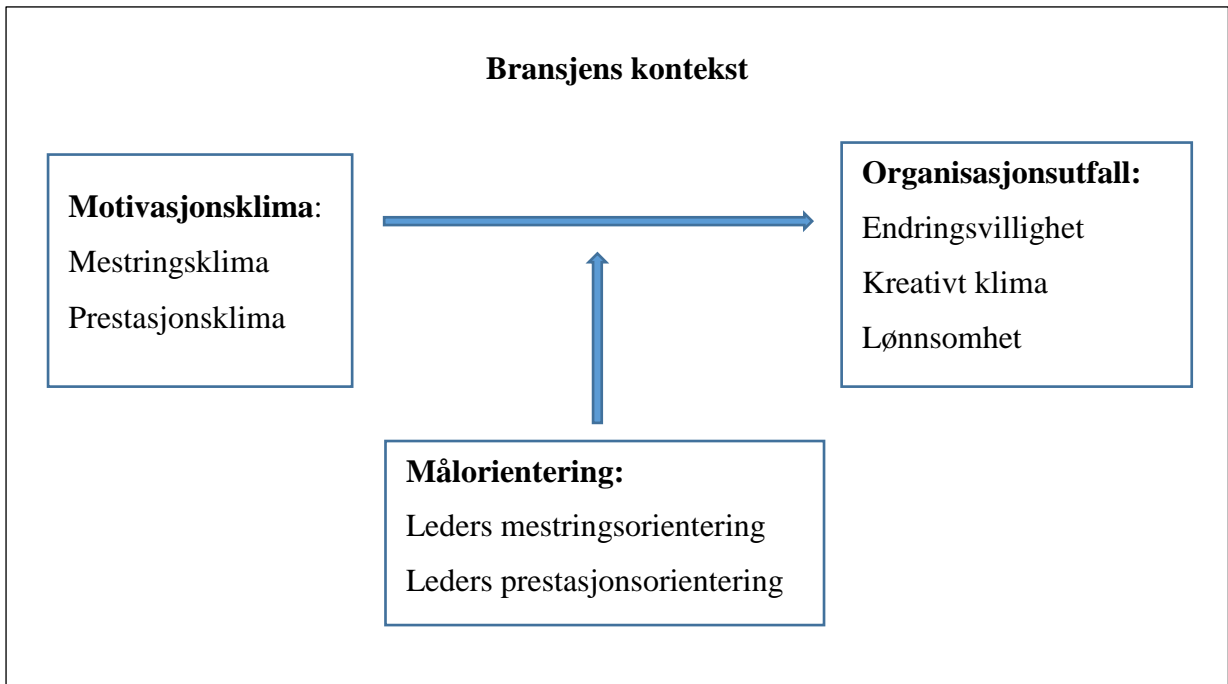 Bransjens kontekst
Motivasjonsklima:
Mestringsklima
Prestasjonsklima
Organisasjonsutfall:
Endringsvillighet
Kreativt klima
Lønnsomhet
Målorientering:
Leders mestringsorientering
Leders prestasjonsorientering